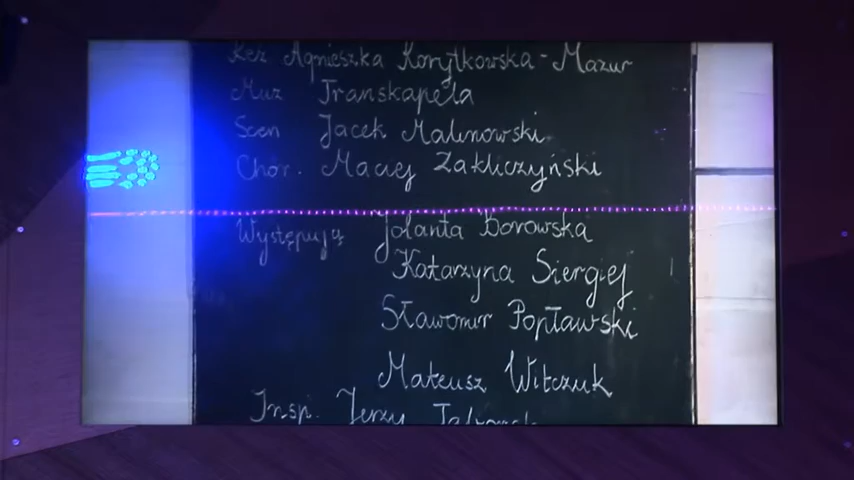 Reż Agnieszka Korytkowska-Mazur
Muz Transkapela
Scen Jacek Malinowski
Chor. Maciej Zakliczyński
Występują Jolanta Borowska
Katarzyna Siergiej
Sławomir Popławski
Mateusz Witczuk
Insp. Jerzy